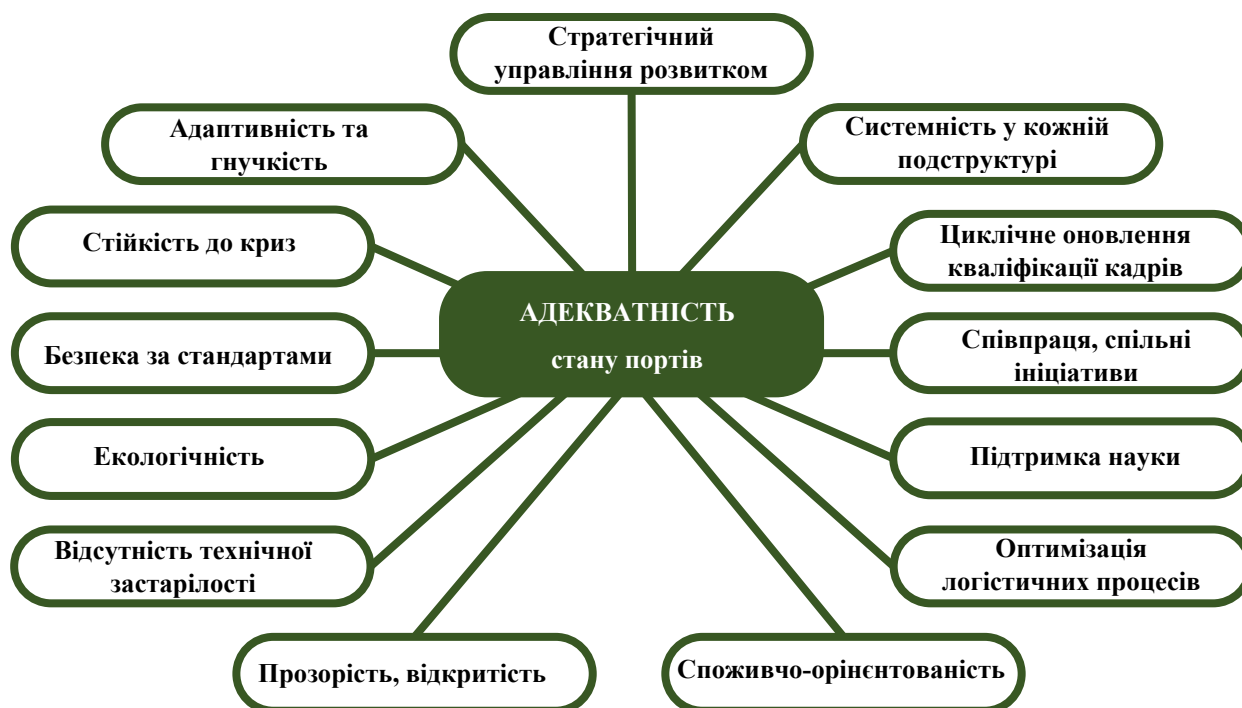 Стратегічний
управління розвитком
Адаптивність та
гнучкість
Системність у кожній
подструктурі
Стійкість до криз
Циклічне оновлення
кваліфікації кадрів
АДЕКВАТНІСТЬ
стану портів
Безпека за стандартами
Співпраця, спільні
ініціативи
Екологічність
Підтримка науки
Відсутність технічної
застарілості
Оптимізація
логістичних процесів
Прозорість, відкритість
Споживчо-орінєнтованість